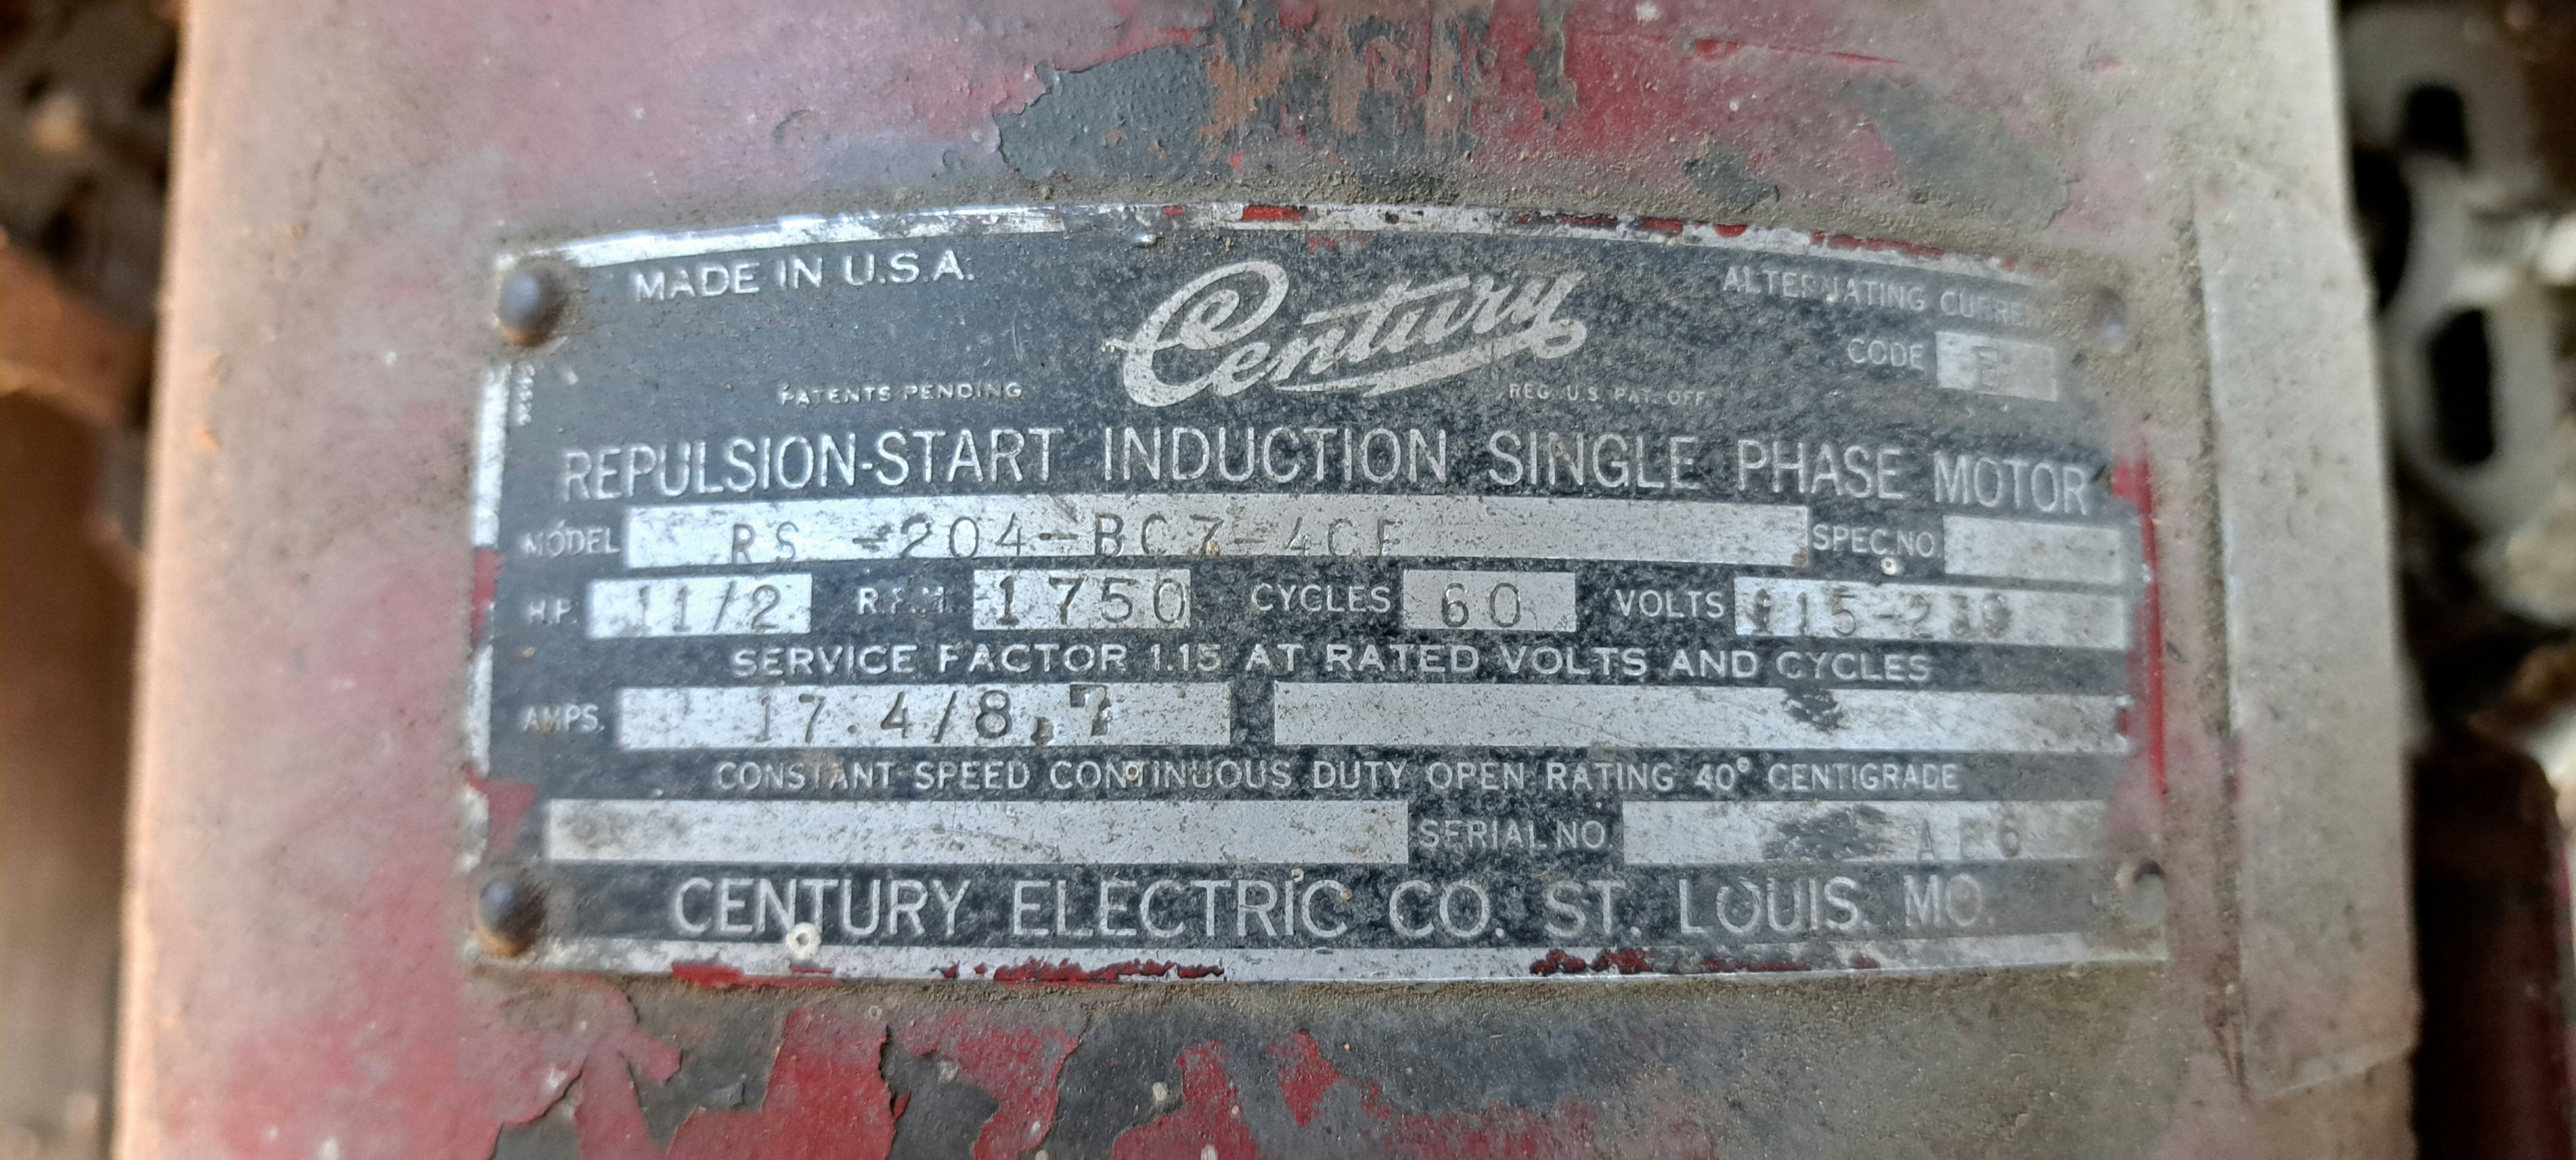 MADE IN U.S.A.
Century
ALTERNATING CURRENT
CODE E
PATENTS PENDING
REG. U.S. PAT. OFF.
REPULSION-START INDUCTION SINGLE PHASE MOTOR
MODEL RS -204-BC7-4CF SPEC. NO.
H.P. 11/2 R.P.M. 1750 CYCLES 60 VOLTS 115-230
SERVICE FACTOR 1.15 AT RATED VOLTS AND CYCLES
AMPS. 17.4/8.7
CONSTANT SPEED CONTINUOUS DUTY OPEN RATING 40° CENTIGRADE
SERIAL NO.
CENTURY ELECTRIC CO. ST. LOUIS. MO.